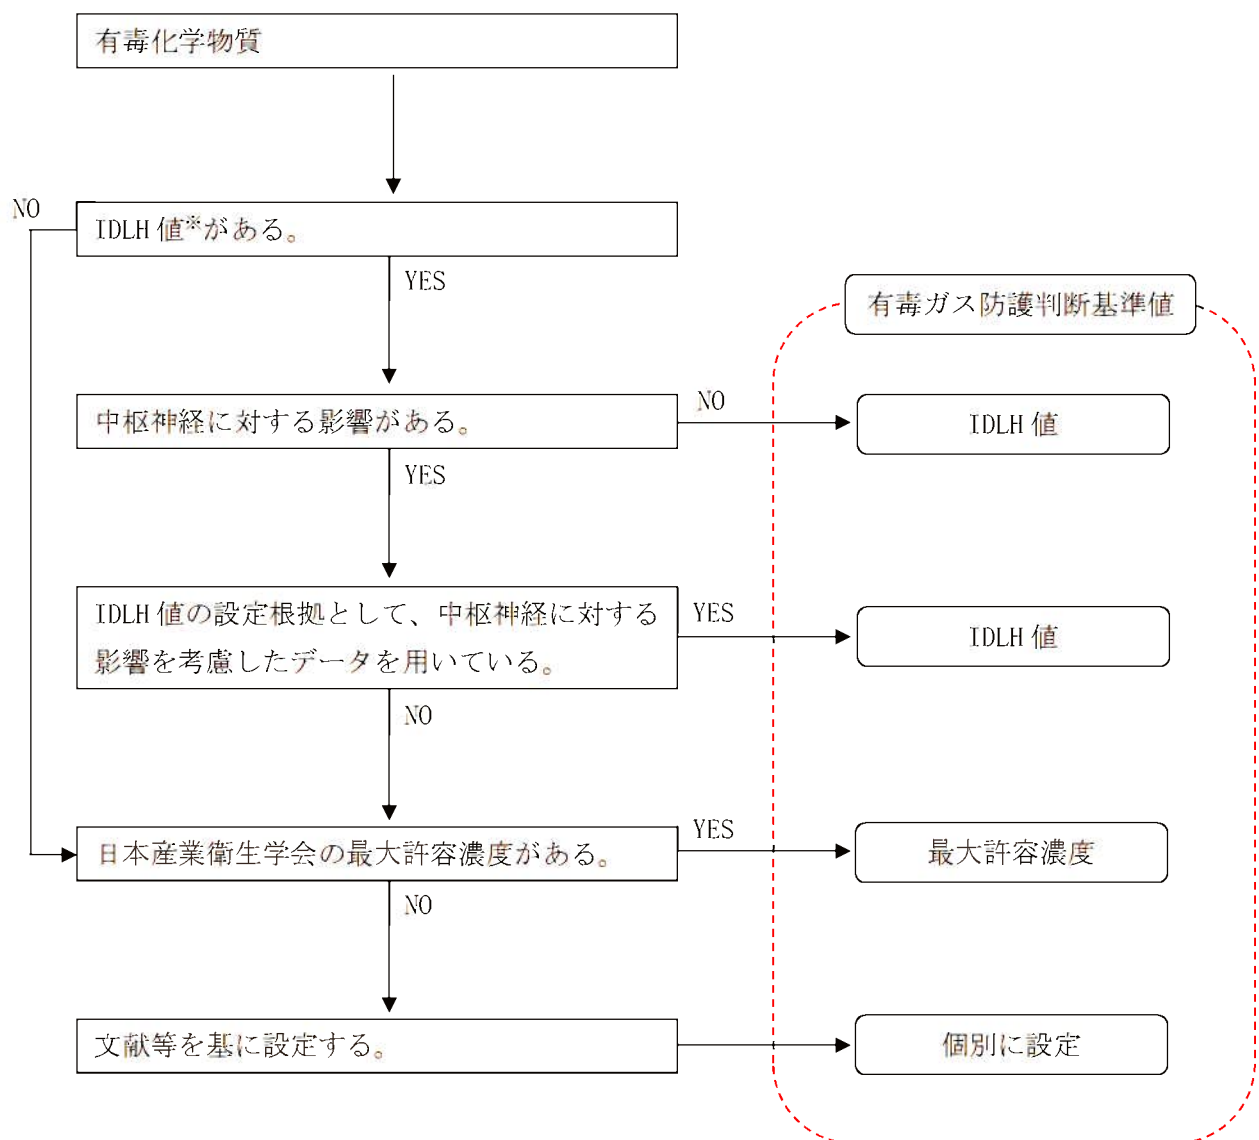 有毒化学物質
NO
IDLH 値※がある。
YES
有毒ガス防護判断基準値
中枢神経に対する影響がある。
NO
IDLH 値
YES
IDLH 値の設定根拠として、中枢神経に対する
影響を考慮したデータを用いている。
YES
IDLH 値
NO
日本産業衛生学会の最大許容濃度がある。
YES
最大許容濃度
NO
文献等を基に設定する。
個別に設定